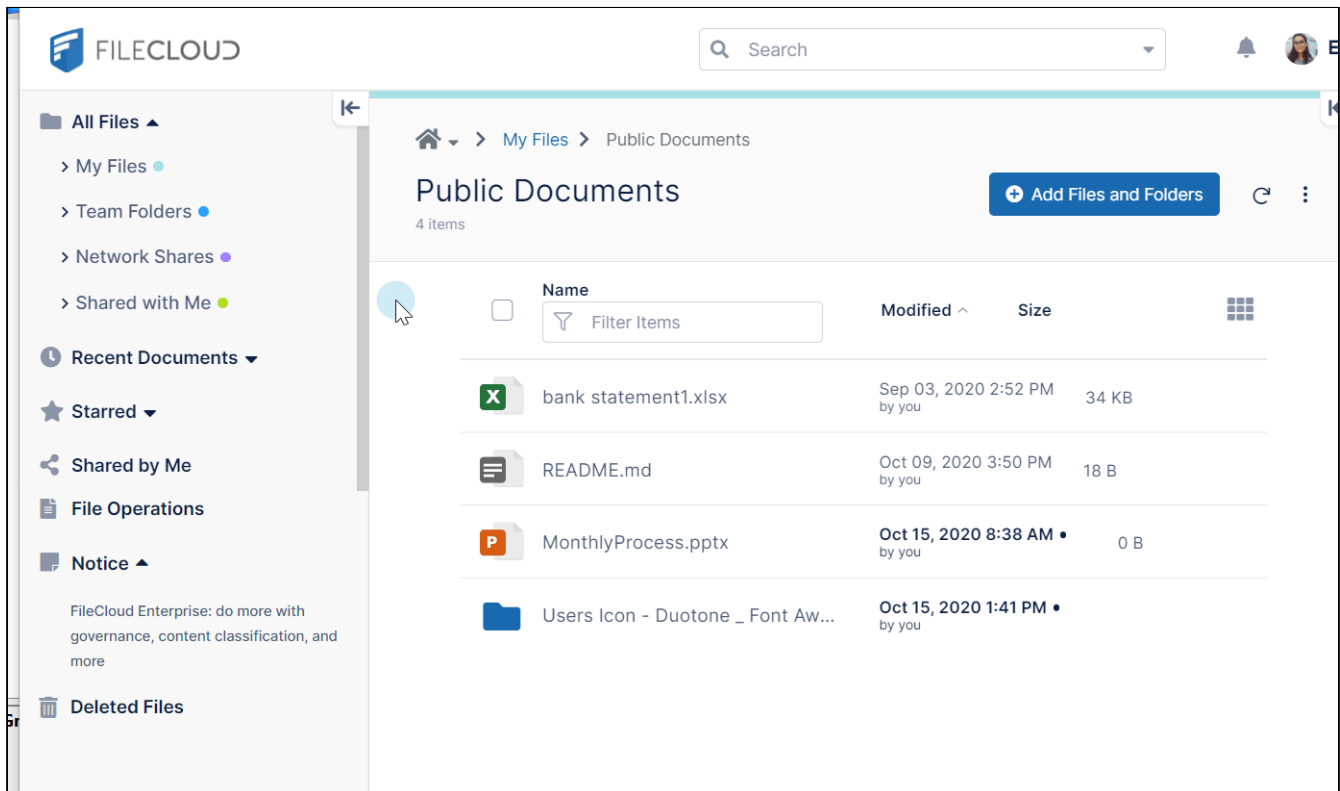 FILECLOUD
Search
E
All Files
My Files
Team Folders
Network Shares
Shared with Me
Recent Documents
Starred
Shared by Me
File Operations
Notice
FileCloud Enterprise: do more with
governance, content classification, and
more
Deleted Files
My Files
Public Documents
Public Documents
4 items
Add Files and Folders
Name
Filter Items
Modified
Size
bank statement1.xlsx
Sep 03, 2020 2:52 PM
by you
34 KB
README.md
Oct 09, 2020 3:50 PM
by you
18 B
MonthlyProcess.pptx
Oct 15, 2020 8:38 AM
by you
0 B
Users Icon - Duotone _ Font Aw...
Oct 15, 2020 1:41 PM
by you